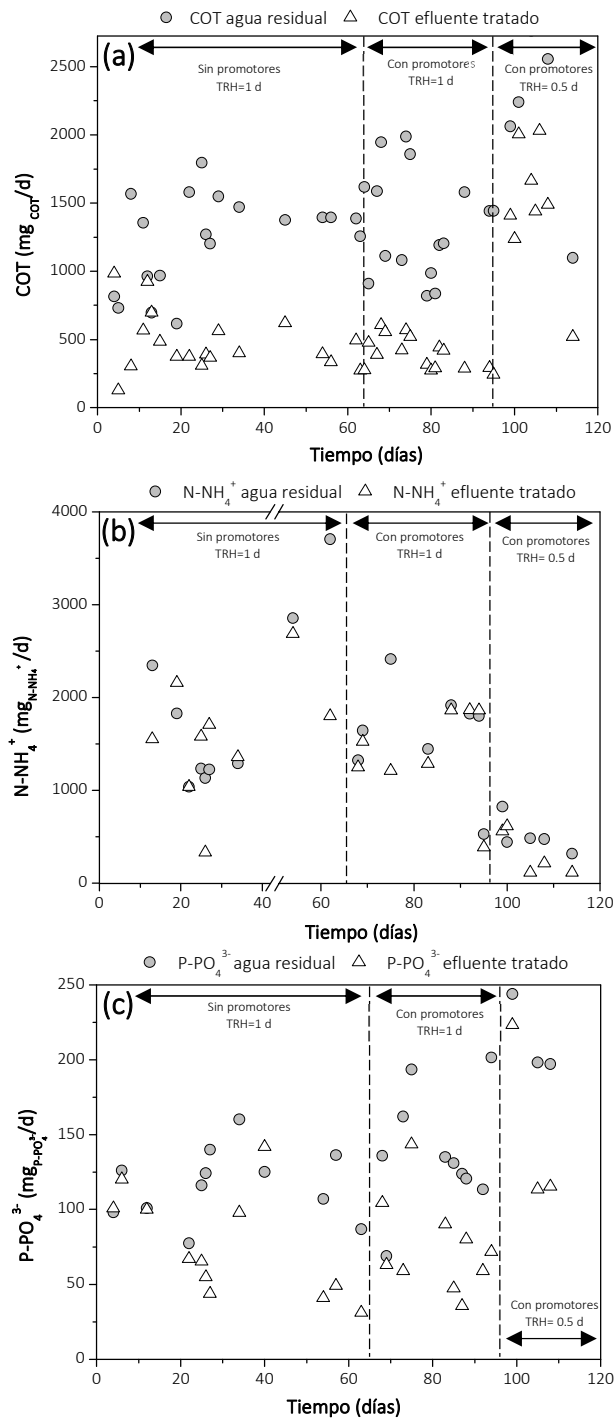 COT agua residual COT efluente tratado
(a)
Sin promotores
TRH=1 d
Con promotores
TRH=1 d
Con promotores
TRH= 0.5 d
COT (mg COT/d)
2500
2000
1500
1000
500
0
0 20 40 60 80 100 120
Tiempo (días)
N-NH4+ agua residual N-NH4+ efluente tratado
(b)
Sin promotores
TRH=1 d
Con promotores
TRH=1 d
Con promotores
TRH= 0.5 d
N-NH4+ (mgN-NH4+/d)
4000
3000
2000
1000
0
0 20 40 60 80 100 120
Tiempo (días)
P-PO43- agua residual P-PO43- efluente tratado
(c)
Sin promotores
TRH=1 d
Con promotores
TRH=1 d
P-PO43- (mgP-PO43-/d)
250
200
150
100
50
0
Con promotores
TRH= 0.5 d
0 20 40 60 80 100 120
Tiempo (días)